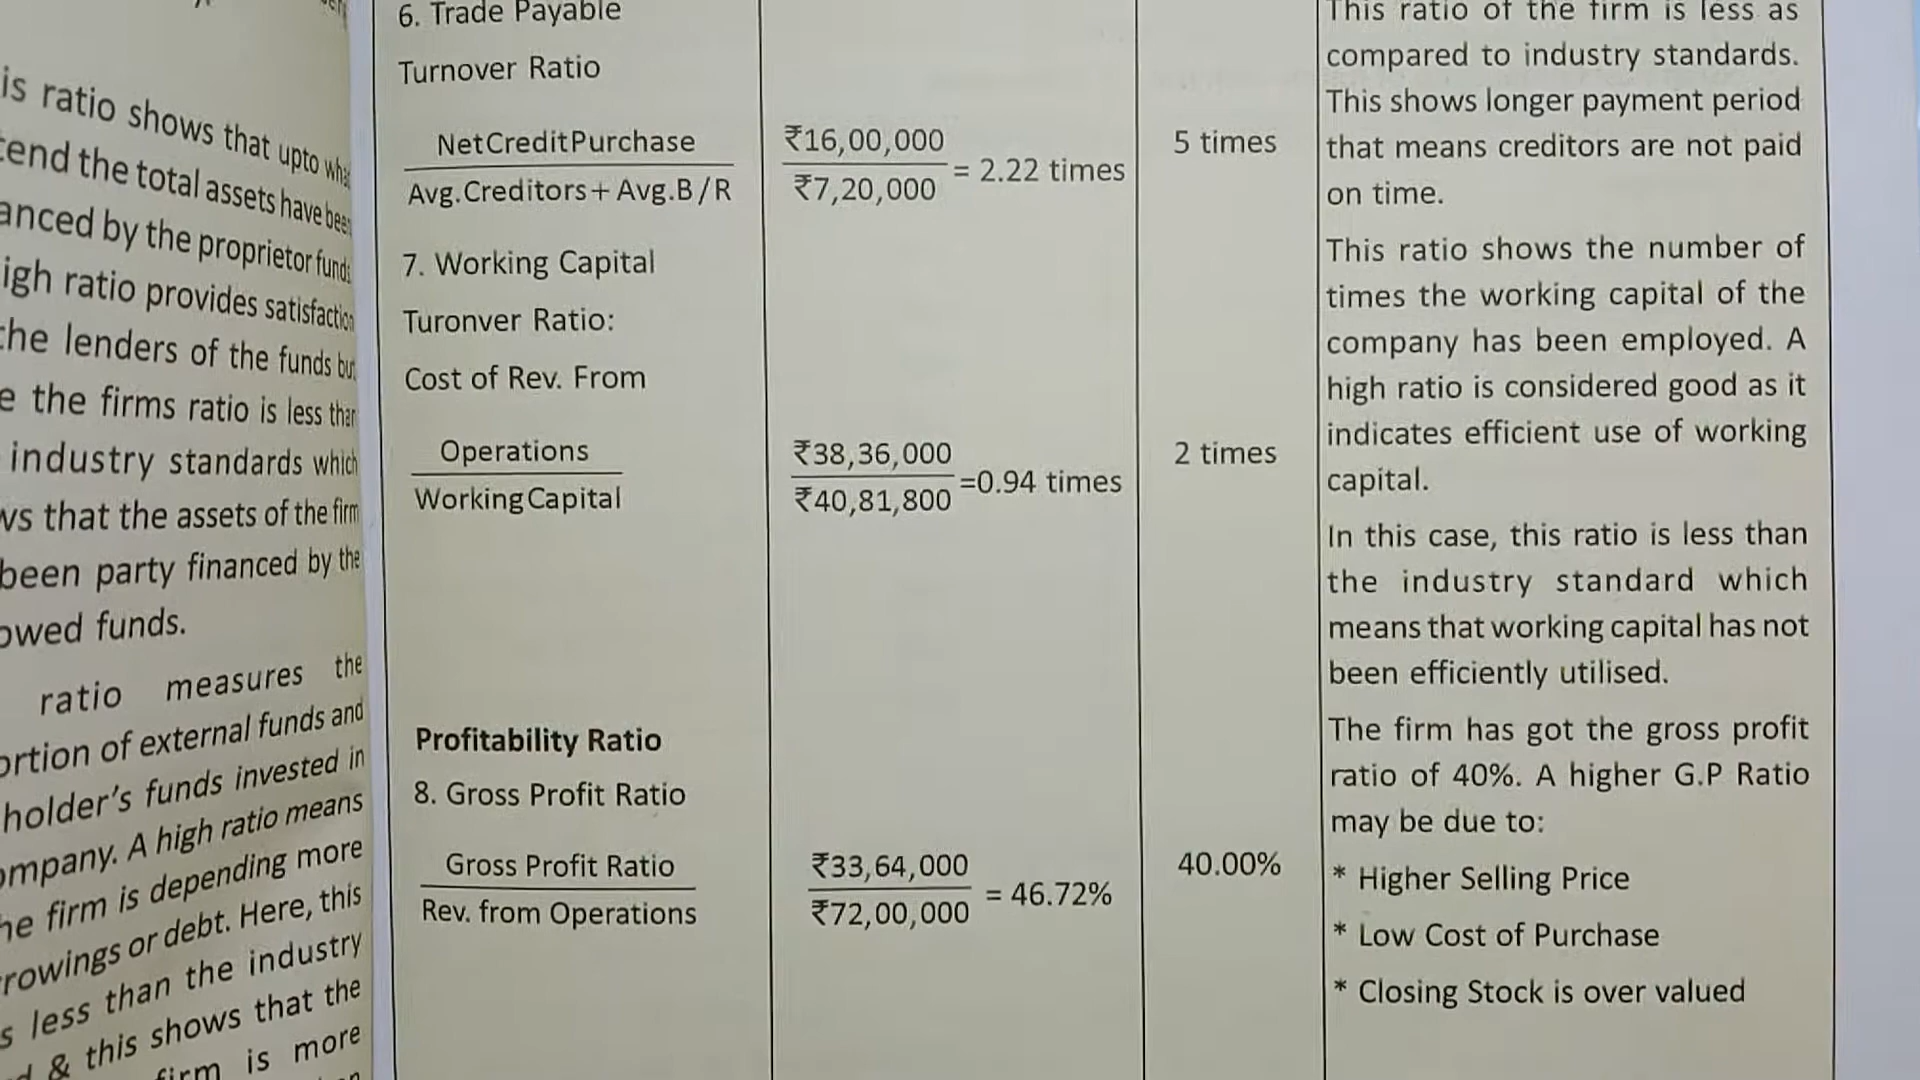 is ratio shows that upto
tend the total assets have been
anced by the proprietor funds
igh ratio provides satisfaction
the lenders of the funds but
e the firms ratio is less than
industry standards which
ws that the assets of the firm
been party financed by the
owed funds.
ratio measures the
ortion of external funds and
holder's funds invested in
ompany. A high ratio means
he firm is depending more
rowings or debt. Here, this
s less than the industry
d & this shows that the
firm is more
6. Trade Payable
Turnover Ratio
Net Credit Purchase
Avg. Creditors + Avg. B/R
₹16,00,000
₹7,20,000
= 2.22 times
5 times
This ratio of the firm is less as
compared to industry standards.
This shows longer payment period
that means creditors are not paid
on time.
7. Working Capital
Turonver Ratio:
Cost of Rev. From
Operations
Working Capital
₹38,36,000
₹40,81,800
=0.94 times
2 times
This ratio shows the number of
times the working capital of the
company has been employed. A
high ratio is considered good as it
indicates efficient use of working
capital.
In this case, this ratio is less than
the industry standard which
means that working capital has not
been efficiently utilised.
Profitability Ratio
8. Gross Profit Ratio
Gross Profit Ratio
Rev. from Operations
₹33,64,000
₹72,00,000
= 46.72%
40.00%
The firm has got the gross profit
ratio of 40%. A higher G.P Ratio
may be due to:
* Higher Selling Price
* Low Cost of Purchase
* Closing Stock is over valued